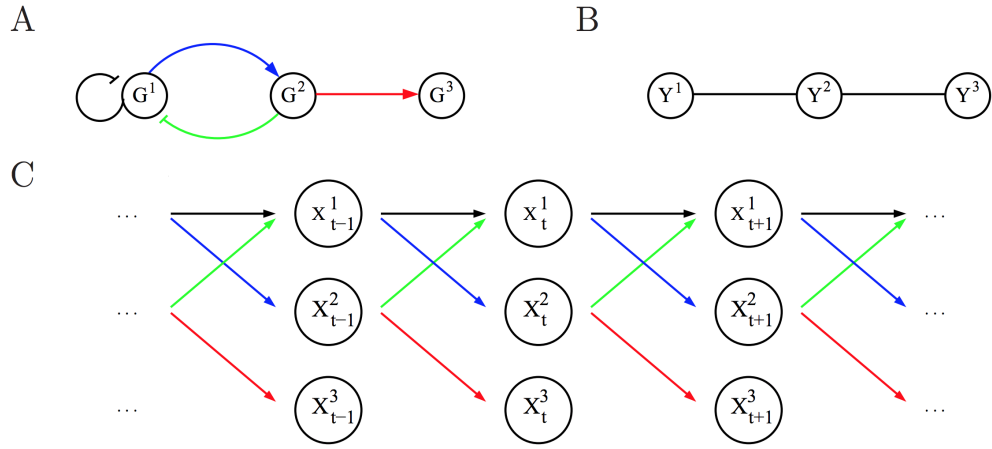 A B
G¹ G² G³ Y¹ Y² Y³
C
... X¹ₜ₋₁ X¹ₜ X¹ₜ₊₁ ...
... X²ₜ₋₁ X²ₜ X²ₜ₊₁ ...
... X³ₜ₋₁ X³ₜ X³ₜ₊₁ ...